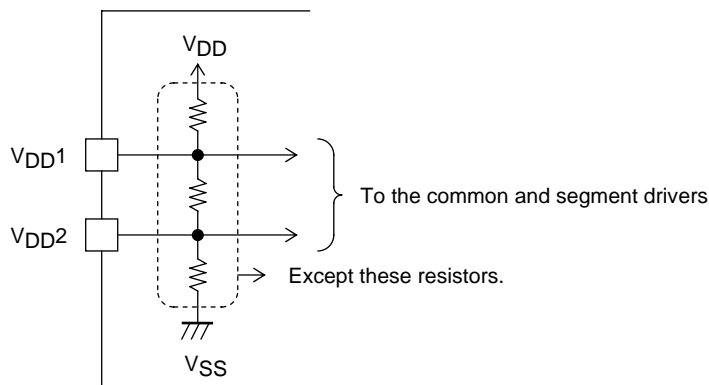 VDD
VDD1
To the common and segment drivers
VDD2
Except these resistors.
VSS